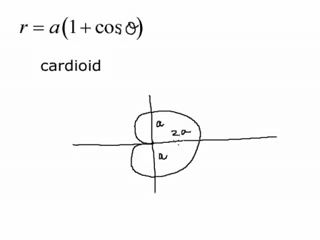 r = a(1 + cos θ)
cardioid
a
2a
a